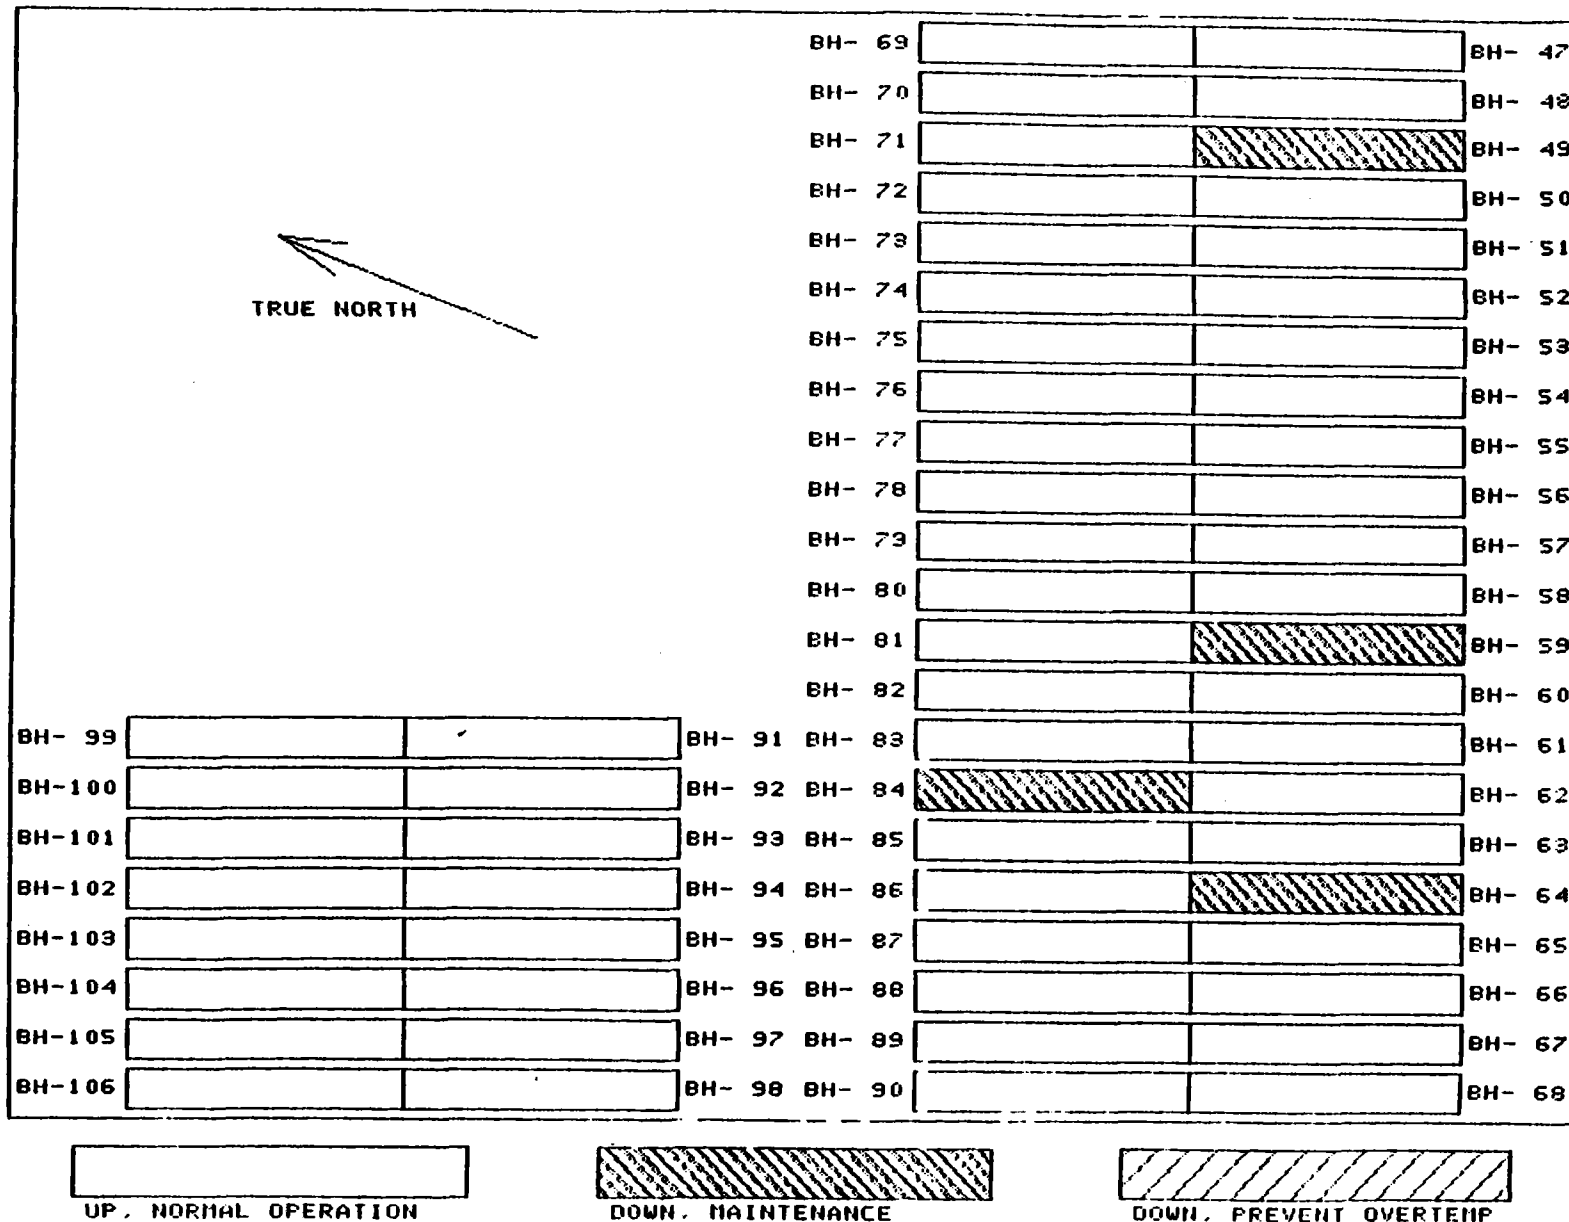 BH- 69 BH- 47
BH- 70 BH- 48
BH- 71 BH- 49
BH- 72 BH- 50
BH- 73 BH- 51
TRUE NORTH
BH- 74 BH- 52
BH- 75 BH- 53
BH- 76 BH- 54
BH- 77 BH- 55
BH- 78 BH- 56
BH- 79 BH- 57
BH- 80 BH- 58
BH- 81 BH- 59
BH- 82 BH- 60
BH- 99 BH- 91 BH- 83 BH- 61
BH-100 BH- 92 BH- 84 BH- 62
BH-101 BH- 93 BH- 85 BH- 63
BH-102 BH- 94 BH- 86 BH- 64
BH-103 BH- 95 BH- 87 BH- 65
BH-104 BH- 96 BH- 88 BH- 66
BH-105 BH- 97 BH- 89 BH- 67
BH-106 BH- 98 BH- 90 BH- 68
UP, NORMAL OPERATION
DOWN, MAINTENANCE
DOWN, PREVENT OVERTEMP